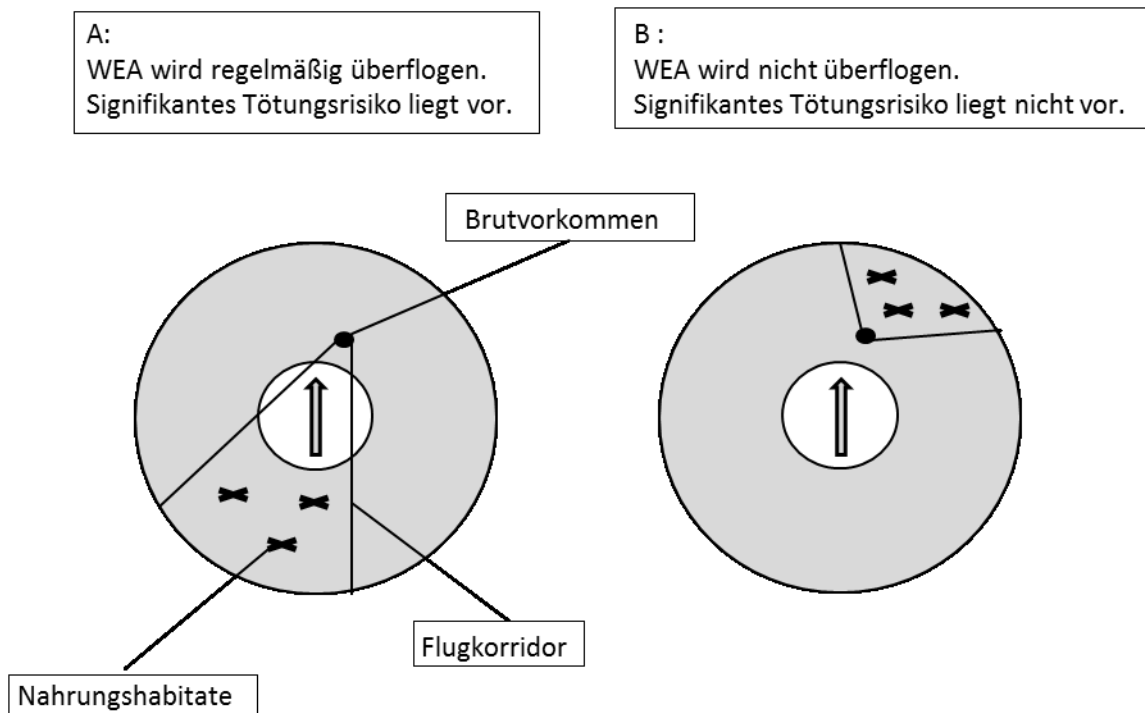 A:
WEA wird regelmäßig überflogen.
Signifikantes Tötungsrisiko liegt vor.
B :
WEA wird nicht überflogen.
Signifikantes Tötungsrisiko liegt nicht vor.
Brutvorkommen
Flugkorridor
Nahrungshabitate